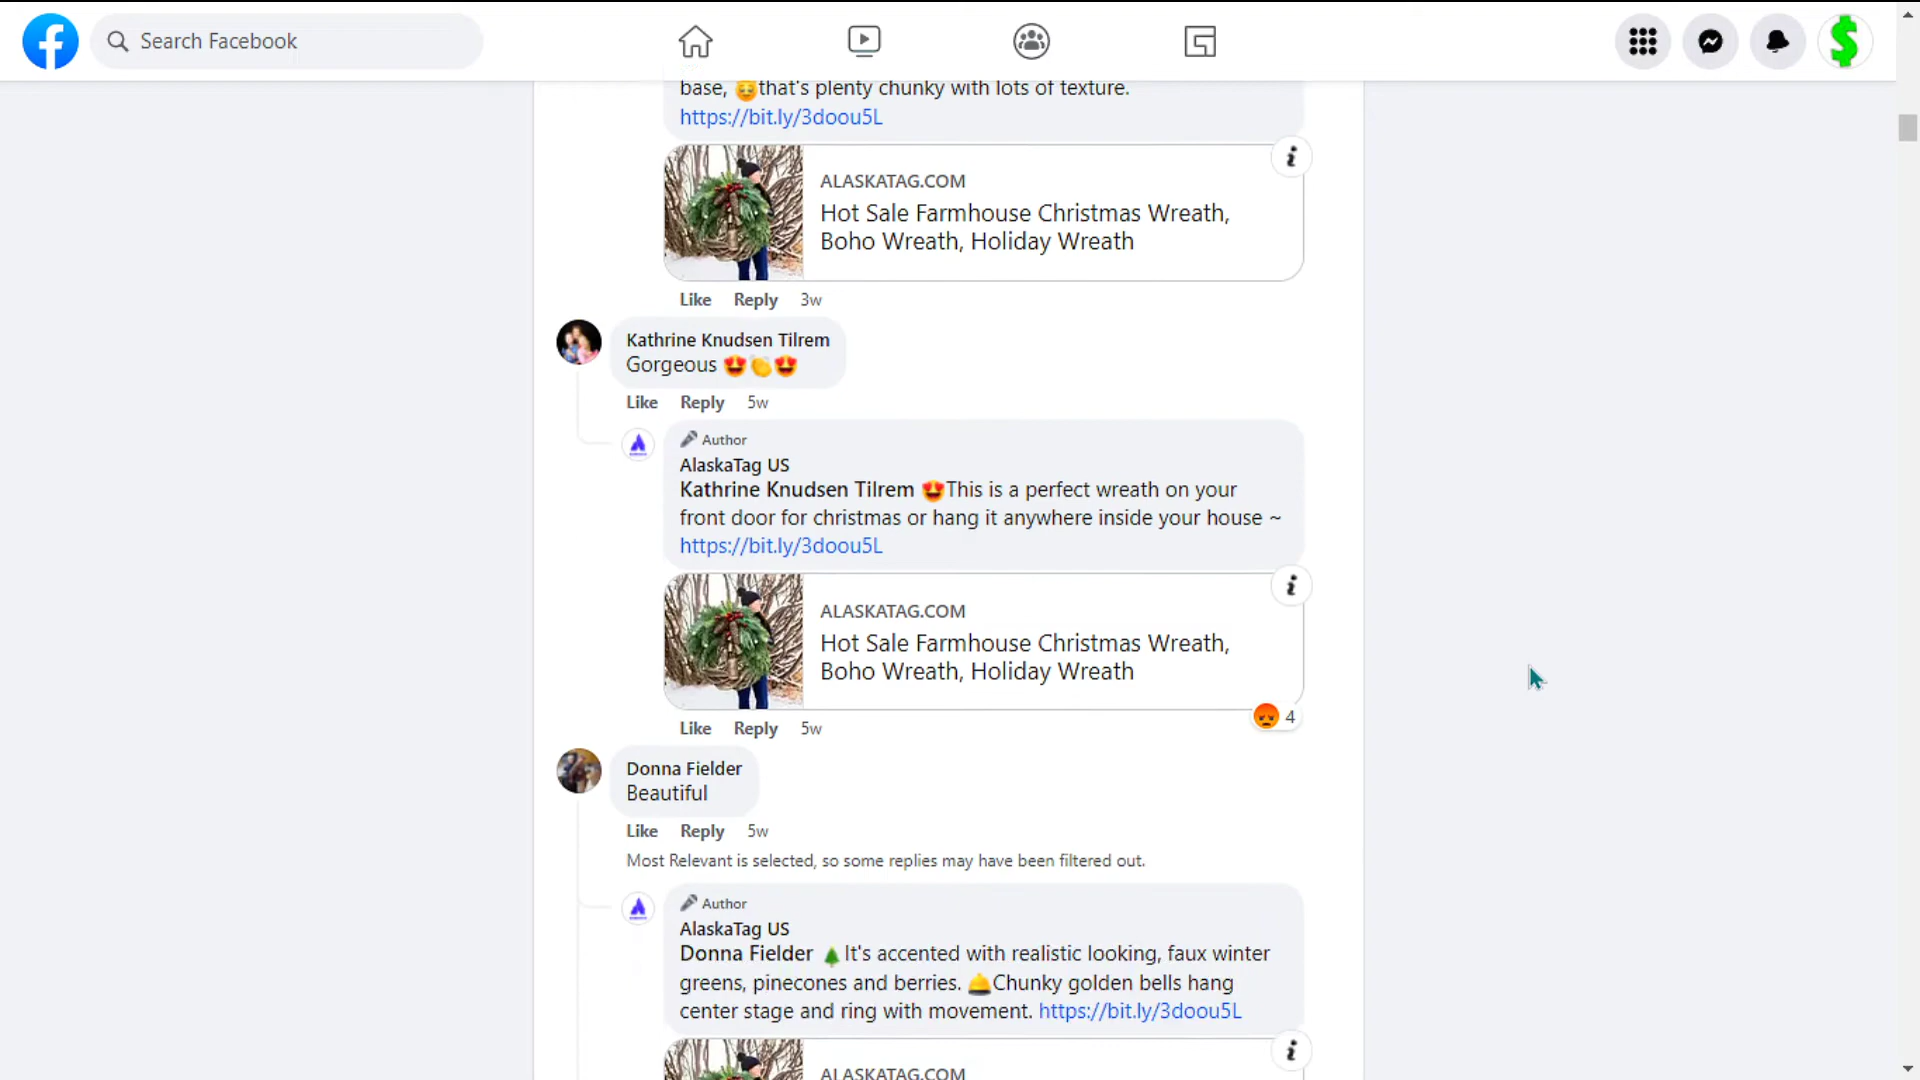 Search Facebook
base, 😌that's plenty chunky with lots of texture.
https://bit.ly/3doou5L
ALASKATAG.COM
Hot Sale Farmhouse Christmas Wreath,
Boho Wreath, Holiday Wreath
Like Reply 3w
Kathrine Knudsen Tilrem
Gorgeous 😍👏😍
Like Reply 5w
Author
AlaskaTag US
Kathrine Knudsen Tilrem 😍This is a perfect wreath on your
front door for christmas or hang it anywhere inside your house ~
https://bit.ly/3doou5L
ALASKATAG.COM
Hot Sale Farmhouse Christmas Wreath,
Boho Wreath, Holiday Wreath
😡 4
Like Reply 5w
Donna Fielder
Beautiful
Like Reply 5w
Most Relevant is selected, so some replies may have been filtered out.
Author
AlaskaTag US
Donna Fielder 🌲It's accented with realistic looking, faux winter
greens, pinecones and berries. 🛎Chunky golden bells hang
center stage and ring with movement. https://bit.ly/3doou5L
ALASKATAG.COM